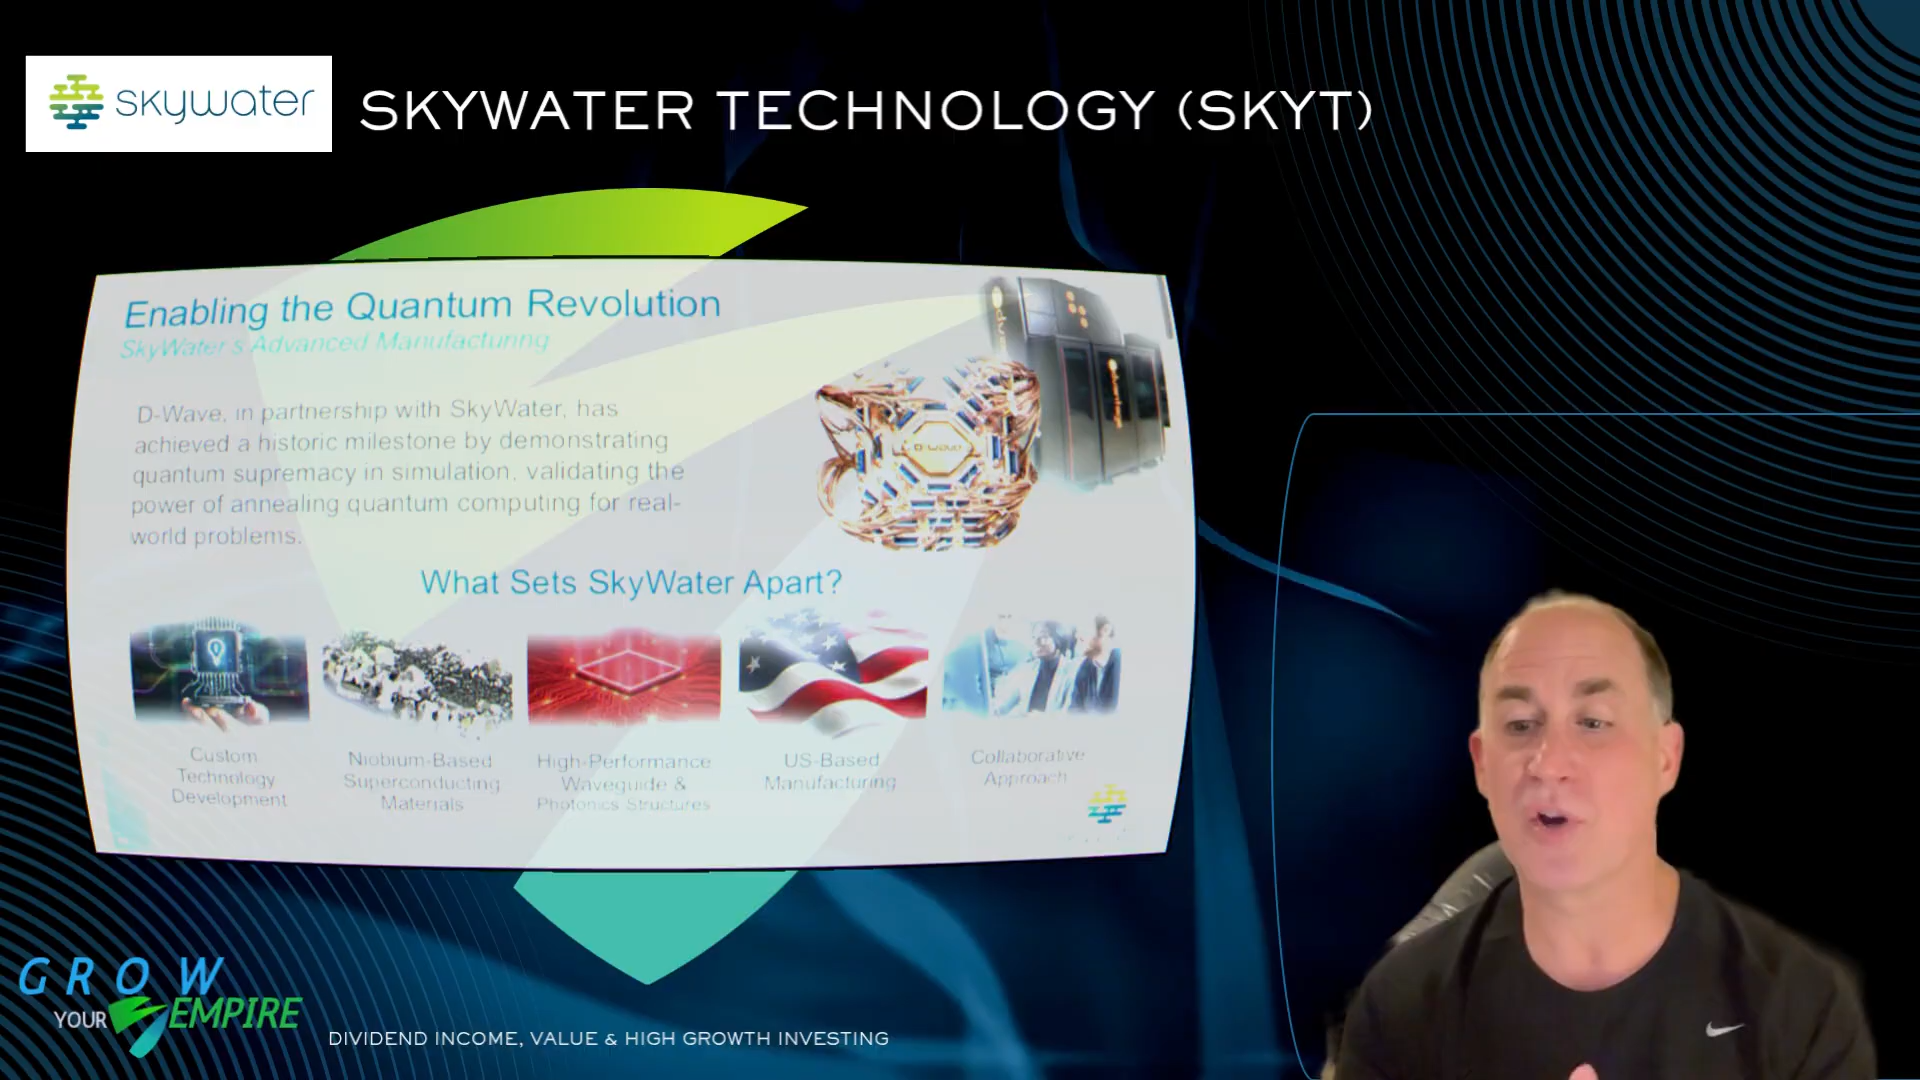 skywater
SKYWATER TECHNOLOGY (SKYT)
Enabling the Quantum Revolution
SkyWater's Advanced Manufacturing
D-Wave, in partnership with SkyWater, has
achieved a historic milestone by demonstrating
quantum supremacy in simulation, validating the
power of annealing quantum computing for real-
world problems.
D-Wave
What Sets SkyWater Apart?
Custom
Technology
Development
Niobium-Based
Superconducting
Materials
High-Performance
Waveguide &
Photonics Structures
US-Based
Manufacturing
Collaborative
Approach
GROW
YOUR EMPIRE
DIVIDEND INCOME, VALUE & HIGH GROWTH INVESTING